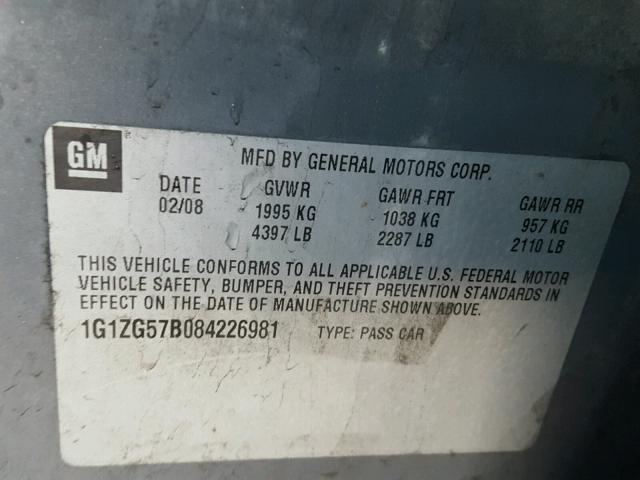 GM
MFD BY GENERAL MOTORS CORP.
DATE GVWR GAWR FRT GAWR RR
02/08 1995 KG 1038 KG 957 KG
4397 LB 2287 LB 2110 LB
THIS VEHICLE CONFORMS TO ALL APPLICABLE U.S. FEDERAL MOTOR
VEHICLE SAFETY, BUMPER, AND THEFT PREVENTION STANDARDS IN
EFFECT ON THE DATE OF MANUFACTURE SHOWN ABOVE.
1G1ZG57B084226981 TYPE: PASS CAR